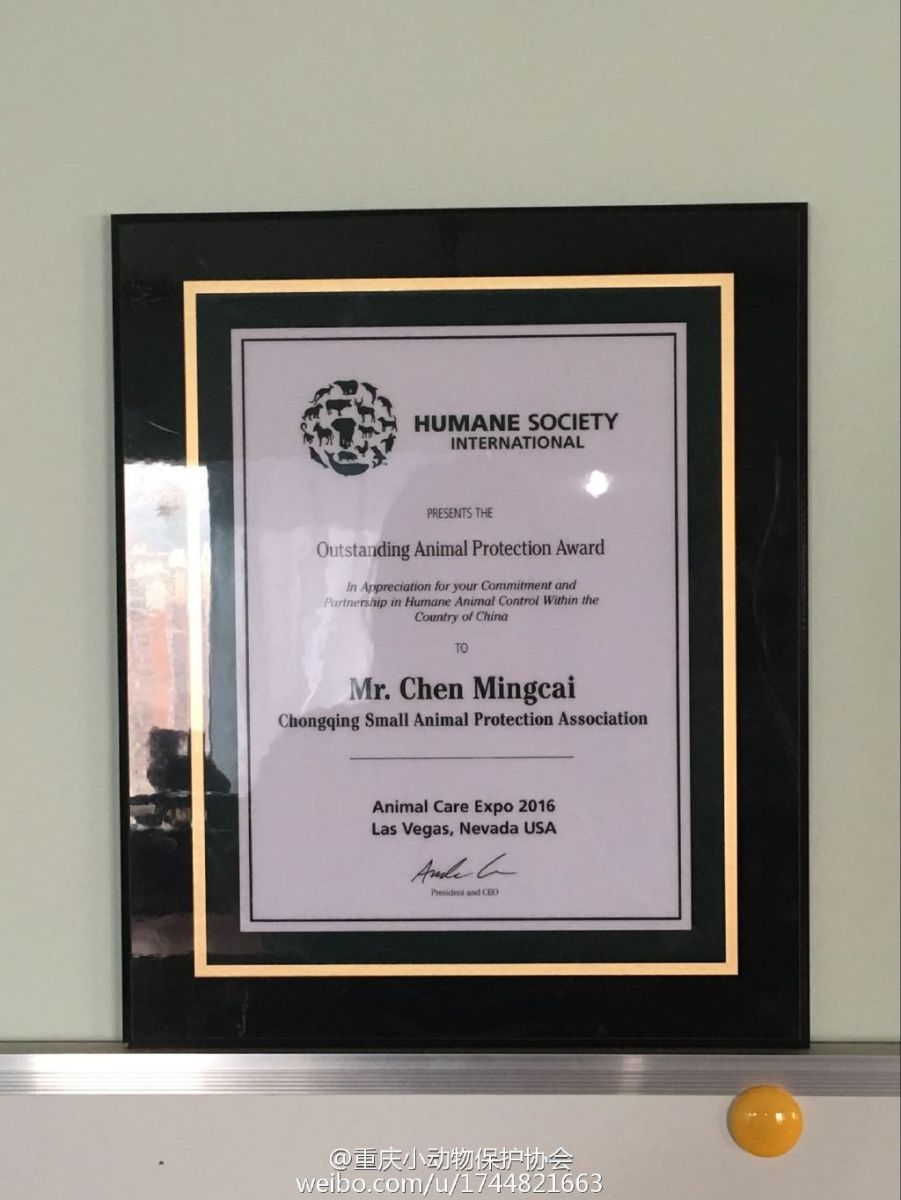 HUMANE SOCIETY
INTERNATIONAL
PRESENTS THE
Outstanding Animal Protection Award
In Appreciation for your Commitment and
Partnership in Humane Animal Control Within the
Country of China
TO
Mr. Chen Mingcai
Chongqing Small Animal Protection Association
Animal Care Expo 2016
Las Vegas, Nevada USA
President and CEO
@重庆小动物保护协会
weibo.com/u/1744821663